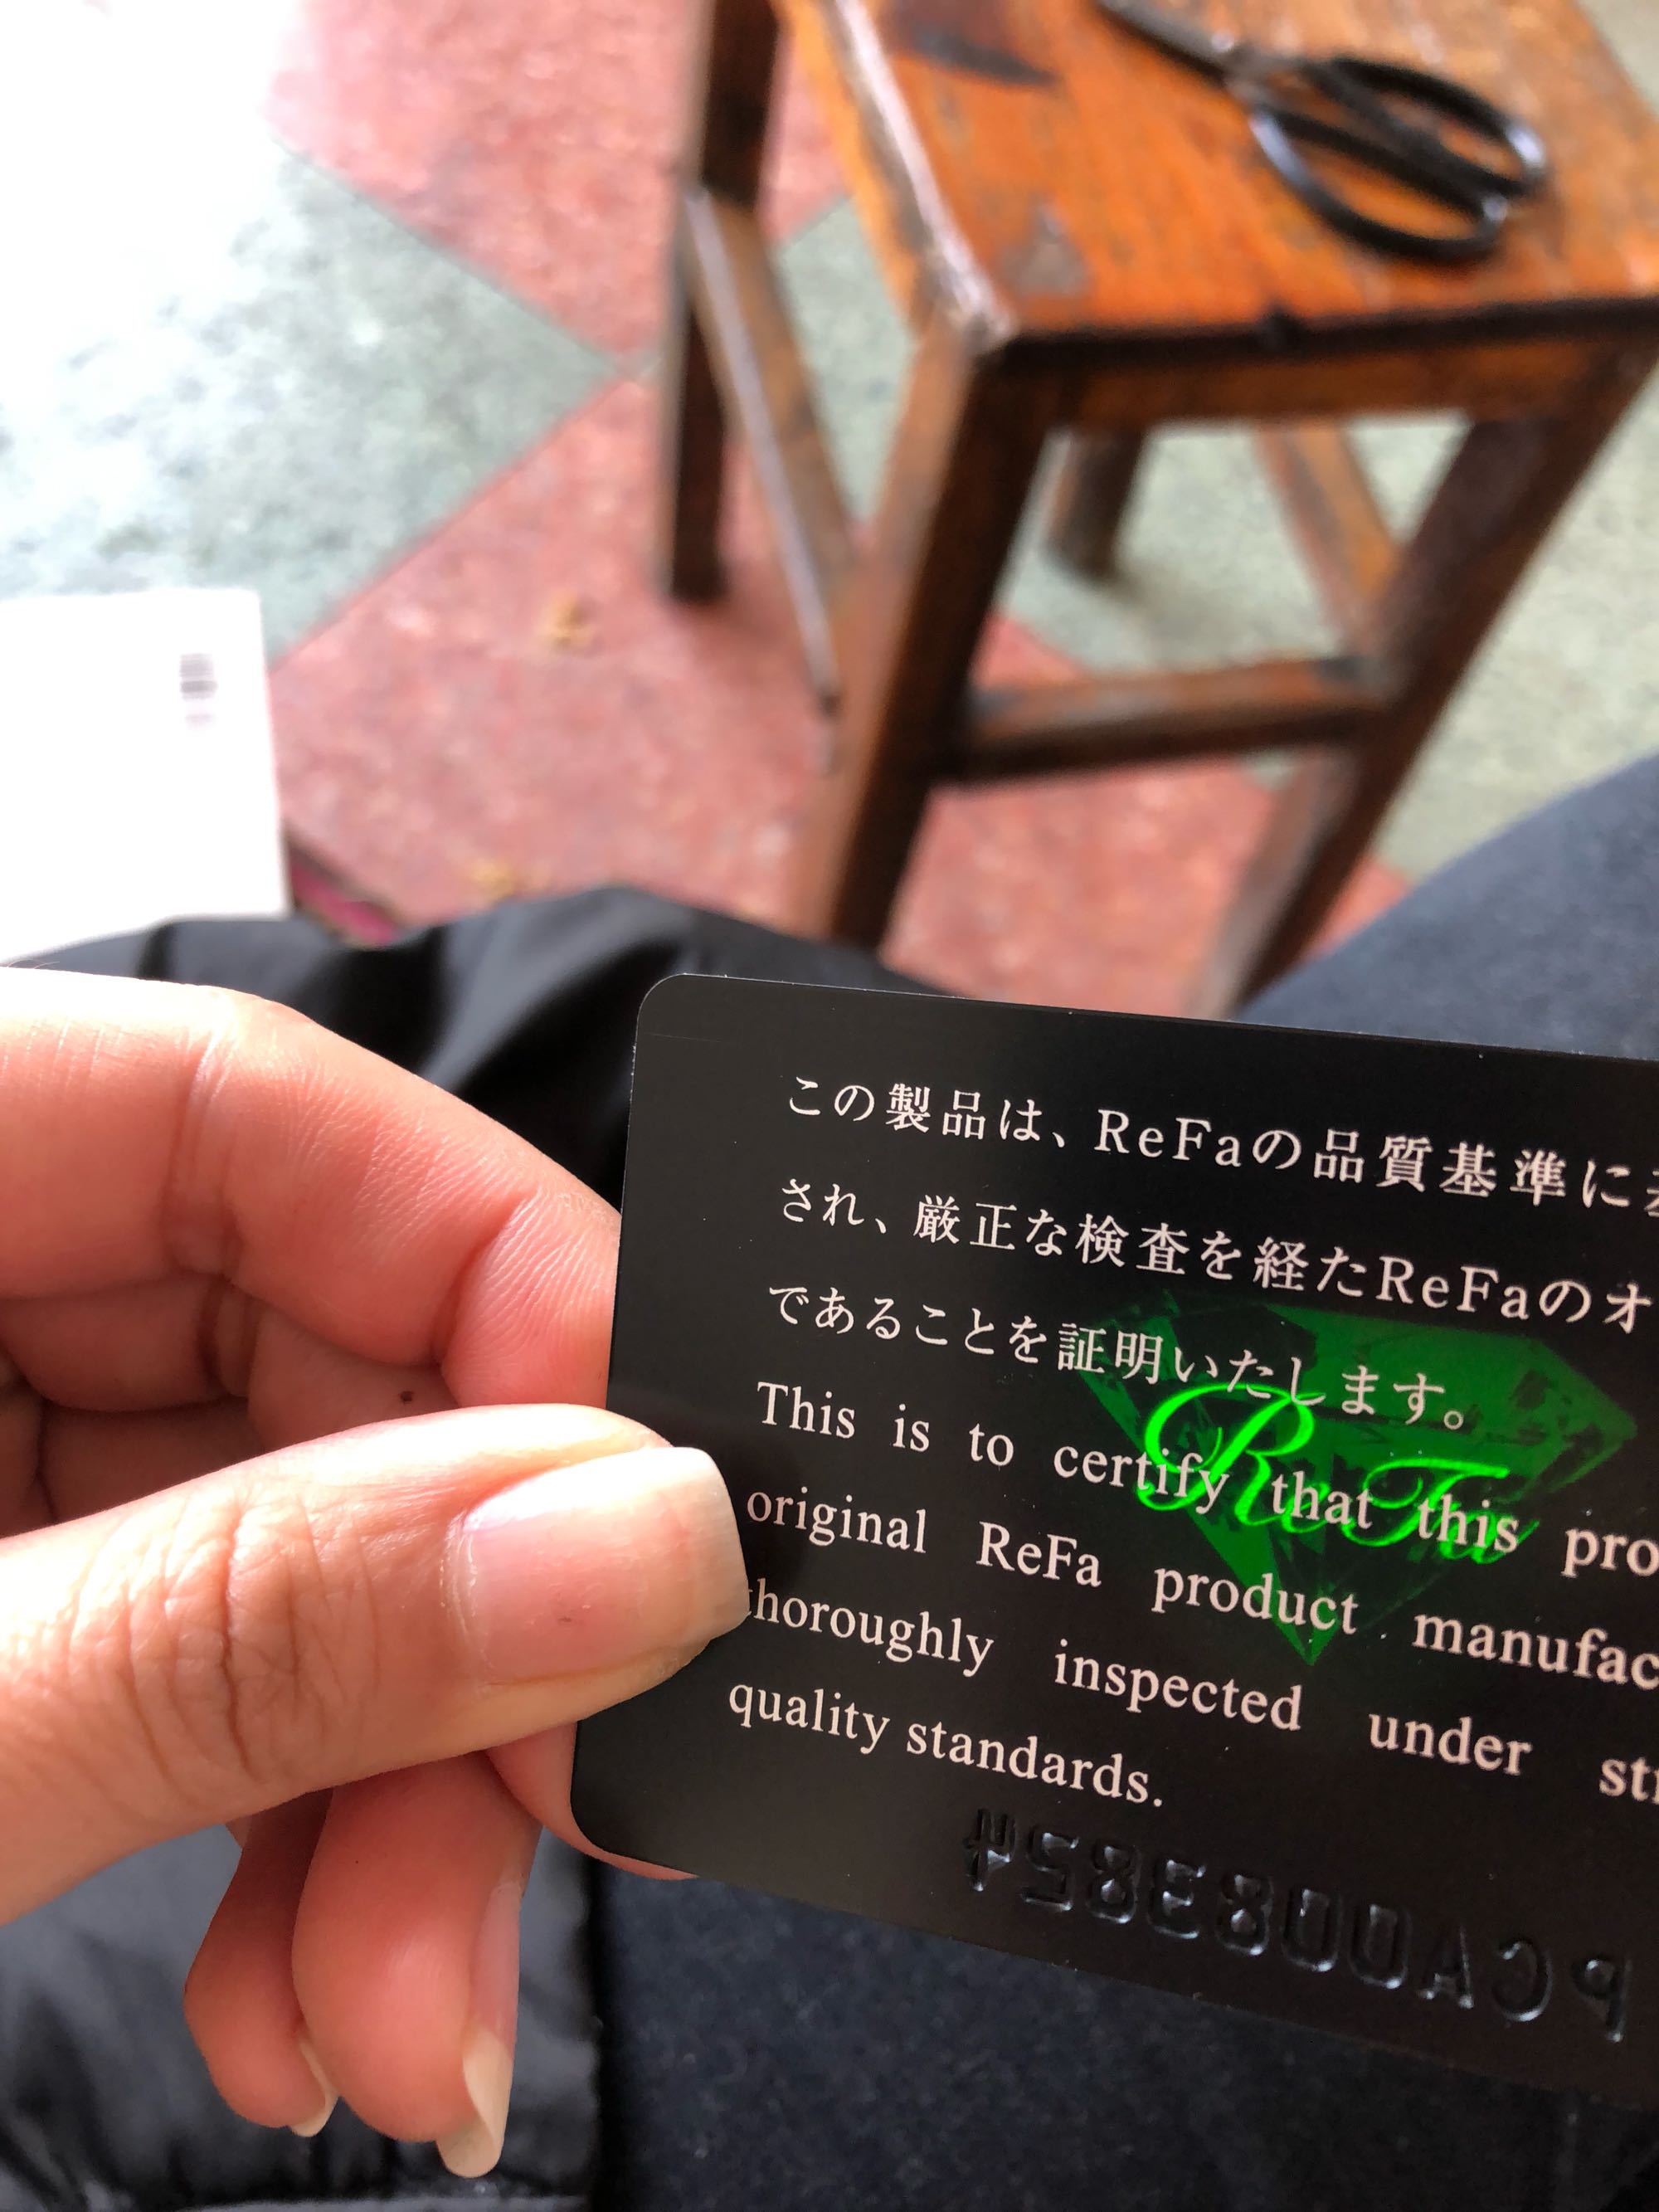 この製品は、ReFaの品質基準に
され、厳正な検査を経たReFaのオ
であることを証明いたします。
This is to certify that this pro
original ReFa product manufac
thoroughly inspected under str
quality standards.
ReFa
PCA0083854